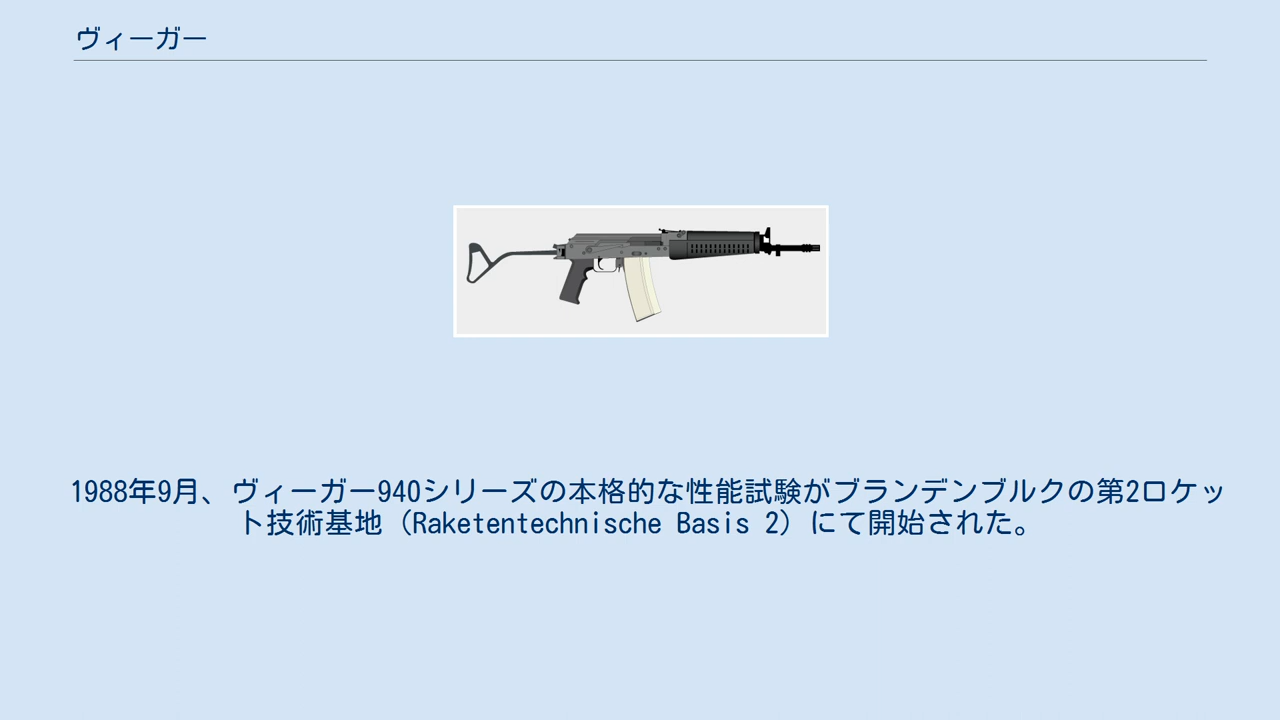 ヴィーガー
1988年9月、ヴィーガー940シリーズの本格的な性能試験がブランデンブルクの第2ロケッ
ト技術基地（Raketentechnische Basis 2）にて開始された。